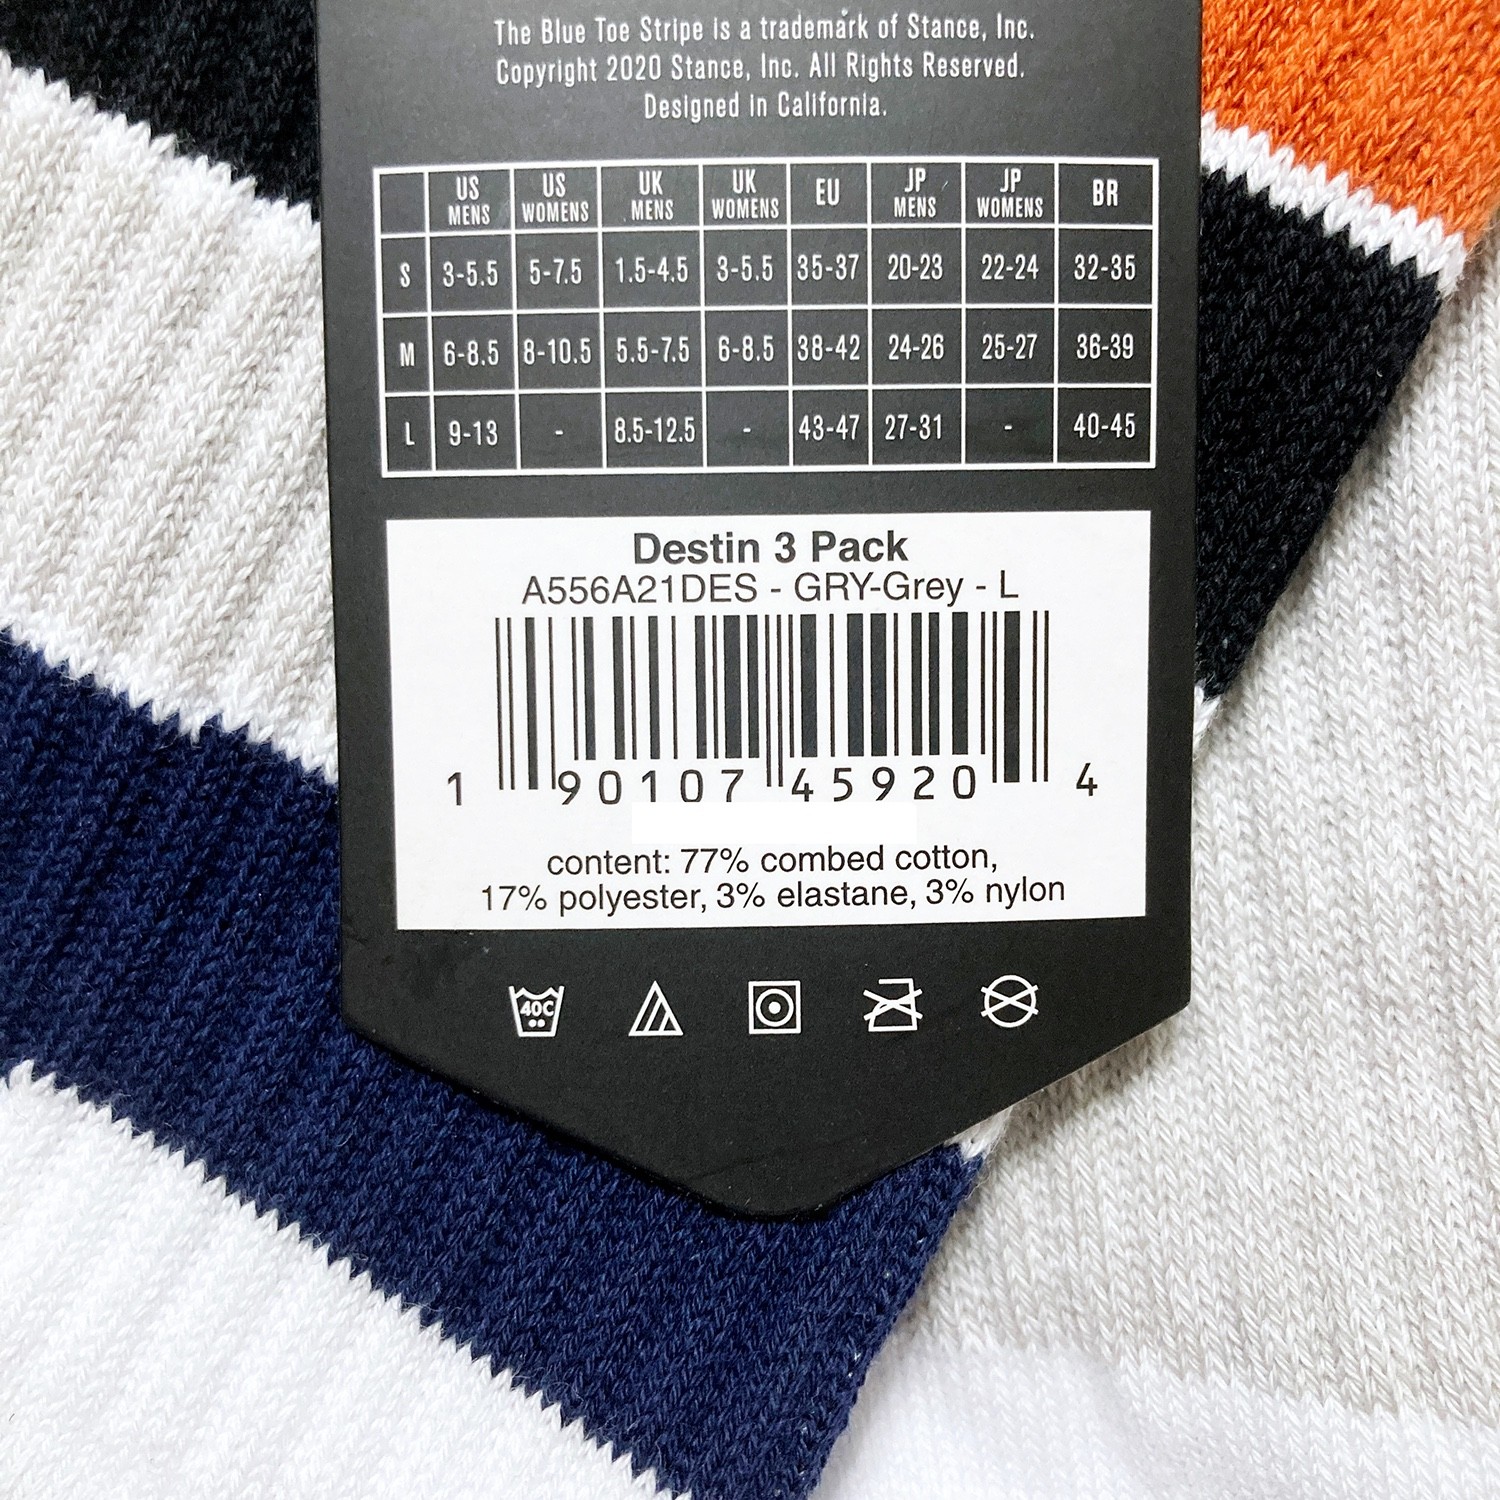 The Blue Toe Stripe is a trademark of Stance, Inc.
Copyright 2020 Stance, Inc. All Rights Reserved.
Designed in California.
US MENS US WOMENS UK MENS UK WOMENS EU JP MENS JP WOMENS BR
S 3-5.5 5-7.5 1.5-4.5 3-5.5 35-37 20-23 22-24 32-35
M 6-8.5 8-10.5 5.5-7.5 6-8.5 38-42 24-26 25-27 36-39
L 9-13 - 8.5-12.5 - 43-47 27-31 - 40-45
Destin 3 Pack
A556A21DES - GRY-Grey - L
1 90107 45920 4
content: 77% combed cotton,
17% polyester, 3% elastane, 3% nylon
40C